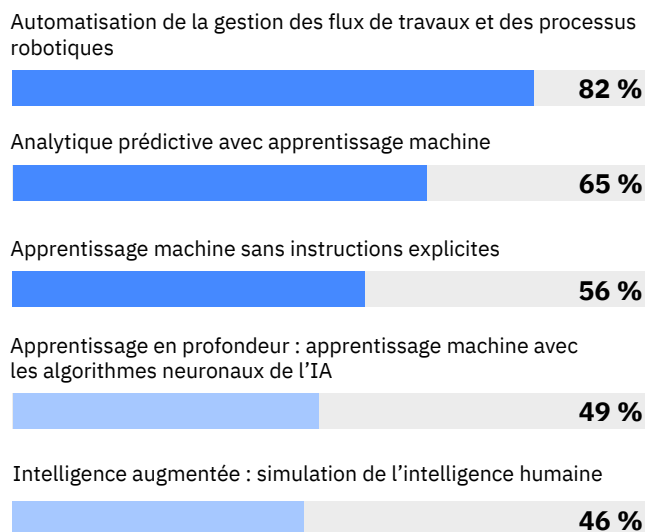 Automatisation de la gestion des flux de travaux et des processus
robotiques
82 %
Analytique prédictive avec apprentissage machine
65 %
Apprentissage machine sans instructions explicites
56 %
Apprentissage en profondeur : apprentissage machine avec
les algorithmes neuronaux de l’IA
49 %
Intelligence augmentée : simulation de l’intelligence humaine
46 %